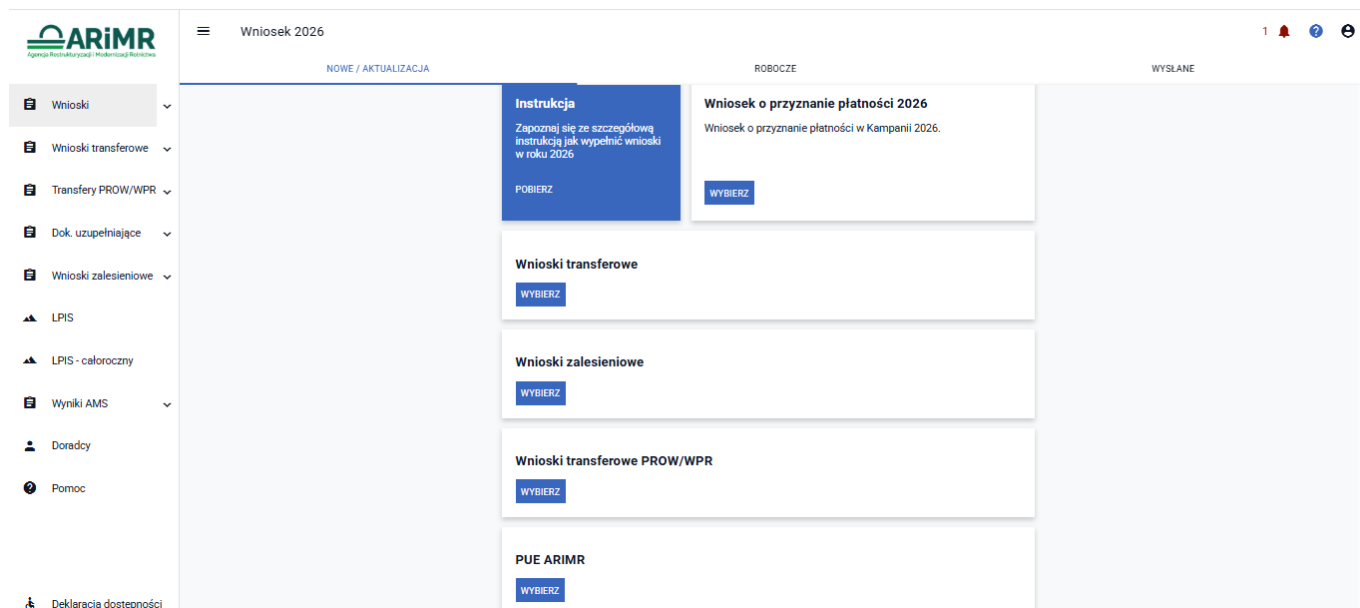 ARiMR
Agencja Restrukturyzacji i Modernizacji Rolnictwa
Wniosek 2026
1
NOWE / AKTUALIZACJA
ROBOCZE
WYSŁANE
Wnioski
Wnioski transferowe
Transfery PROW/WPR
Dok. uzupełniające
Wnioski zalesieniowe
LPIS
LPIS - całoroczny
Wyniki AMS
Doradcy
Pomoc
Deklaracja dostępności
Instrukcja
Zapoznaj się ze szczegółową
instrukcją jak wypełnić wnioski
w roku 2026
POBIERZ
Wniosek o przyznanie płatności 2026
Wniosek o przyznanie płatności w Kampanii 2026.
WYBIERZ
Wnioski transferowe
WYBIERZ
Wnioski zalesieniowe
WYBIERZ
Wnioski transferowe PROW/WPR
WYBIERZ
PUE ARIMR
WYBIERZ